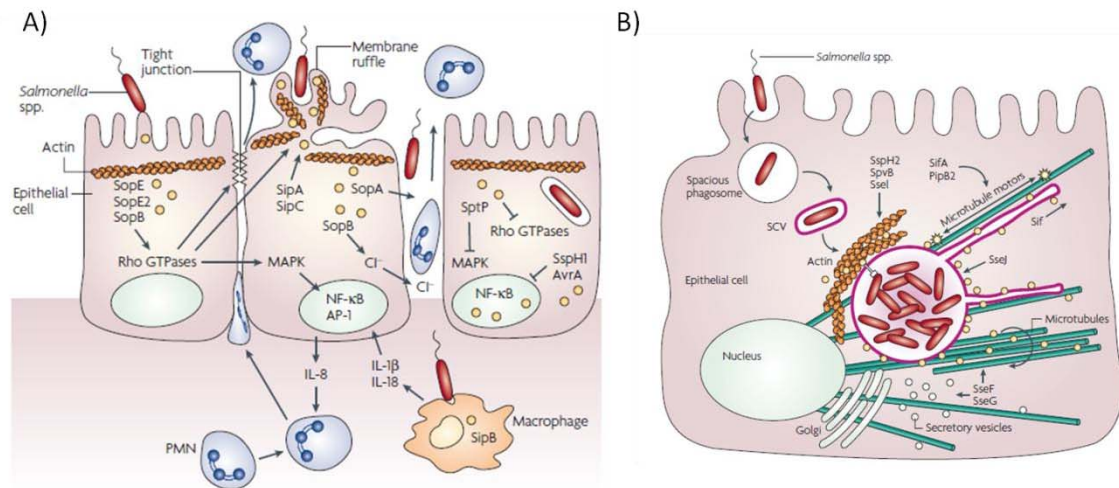 A)
Tight
junction
Salmonella
spp.
Membrane
ruffle
Actin
Epithelial
cell
SopE
SopE2
SopB
SipA
SipC
SopA
SopB
SptP
Rho GTPases
Rho GTPases
MAPK
Cl⁻
Cl⁻
MAPK
SspH1
AvrA
NF-κB
AP-1
NF-κB
IL-8
IL-1β
IL-18
Macrophage
SipB
PMN
B)
Salmonella spp.
Spacious
phagosome
SspH2
SpvB
SseI
SifA
PipB2
Microtubule motors
SCV
Sif
Actin
Epithelial cell
SseJ
Microtubules
Nucleus
SseF
SseG
Golgi
Secretory vesicles